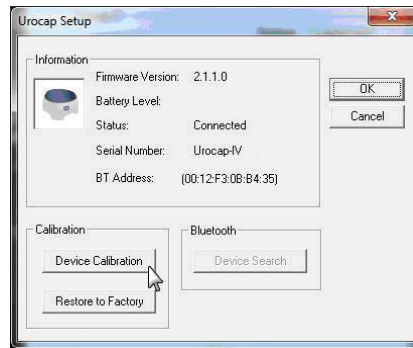 Urocap Setup
Information
Firmware Version: 2.1.1.0
Battery Level:
Status: Connected
Serial Number: Urocap-IV
BT Address: (00:12:F3:0B:B4:35)
OK
Cancel
Calibration
Device Calibration
Restore to Factory
Bluetooth
Device Search